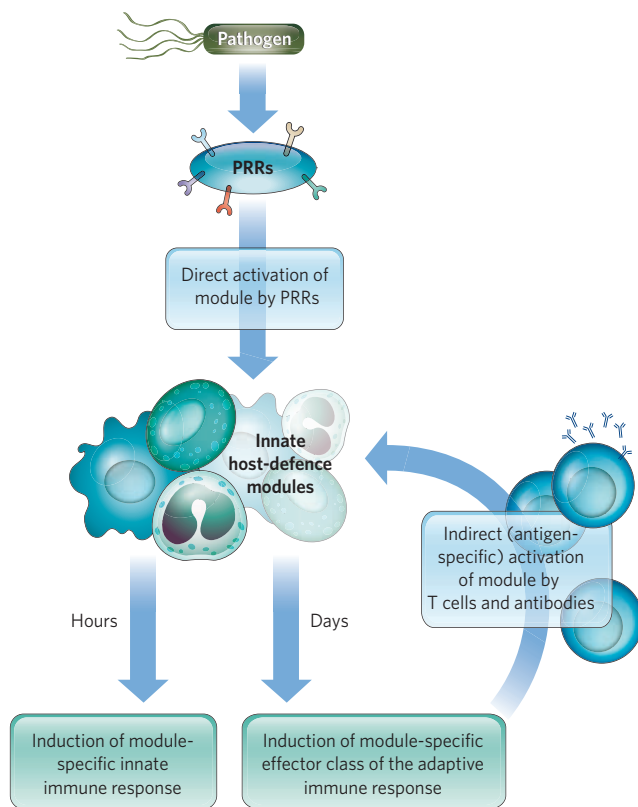 Pathogen
PRRs
Direct activation of
module by PRRs
Innate
host-defence
modules
Indirect (antigen-
specific) activation
of module by
T cells and antibodies
Hours
Days
Induction of module-
specific innate
immune response
Induction of module-specific
effector class of the adaptive
immune response